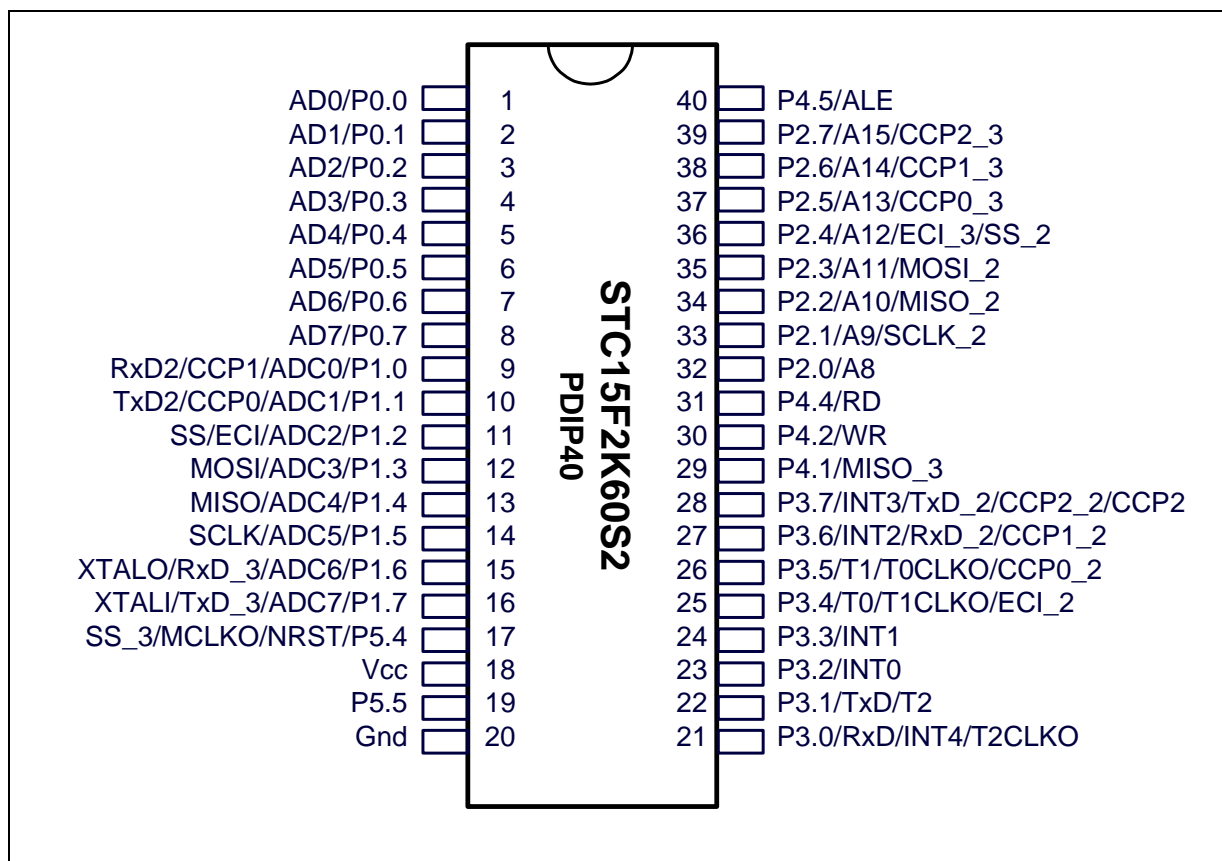 AD0/P0.0 1 40 P4.5/ALE
AD1/P0.1 2 39 P2.7/A15/CCP2_3
AD2/P0.2 3 38 P2.6/A14/CCP1_3
AD3/P0.3 4 37 P2.5/A13/CCP0_3
AD4/P0.4 5 36 P2.4/A12/ECI_3/SS_2
AD5/P0.5 6 35 P2.3/A11/MOSI_2
AD6/P0.6 7 34 P2.2/A10/MISO_2
AD7/P0.7 8 33 P2.1/A9/SCLK_2
RxD2/CCP1/ADC0/P1.0 9 32 P2.0/A8
TxD2/CCP0/ADC1/P1.1 10 31 P4.4/RD
SS/ECI/ADC2/P1.2 11 30 P4.2/WR
MOSI/ADC3/P1.3 12 29 P4.1/MISO_3
MISO/ADC4/P1.4 13 28 P3.7/INT3/TxD_2/CCP2_2/CCP2
SCLK/ADC5/P1.5 14 27 P3.6/INT2/RxD_2/CCP1_2
XTALO/RxD_3/ADC6/P1.6 15 26 P3.5/T1/T0CLKO/CCP0_2
XTALI/TxD_3/ADC7/P1.7 16 25 P3.4/T0/T1CLKO/ECI_2
SS_3/MCLKO/NRST/P5.4 17 24 P3.3/INT1
Vcc 18 23 P3.2/INT0
P5.5 19 22 P3.1/TxD/T2
Gnd 20 21 P3.0/RxD/INT4/T2CLKO
STC15F2K60S2
PDIP40